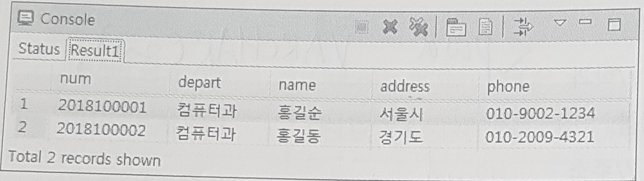 Console
Status Result1
num depart name address phone
1 2018100001 컴퓨터과 홍길순 서울시 010-9002-1234
2 2018100002 컴퓨터과 홍길동 경기도 010-2009-4321
Total 2 records shown